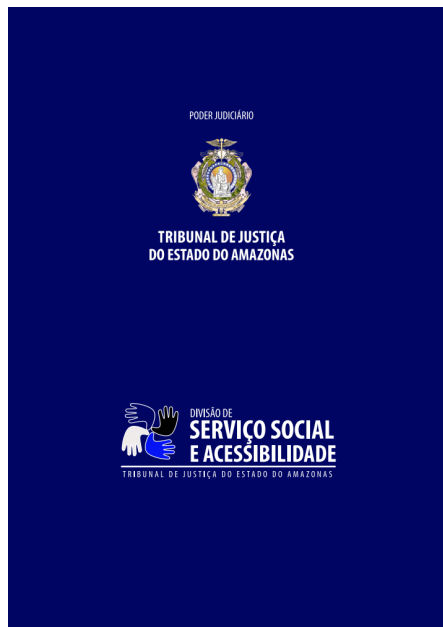 PODER JUDICIÁRIO
TRIBUNAL DE JUSTIÇA
DO ESTADO DO AMAZONAS
DIVISÃO DE
SERVIÇO SOCIAL
E ACESSIBILIDADE
TRIBUNAL DE JUSTIÇA DO ESTADO DO AMAZONAS